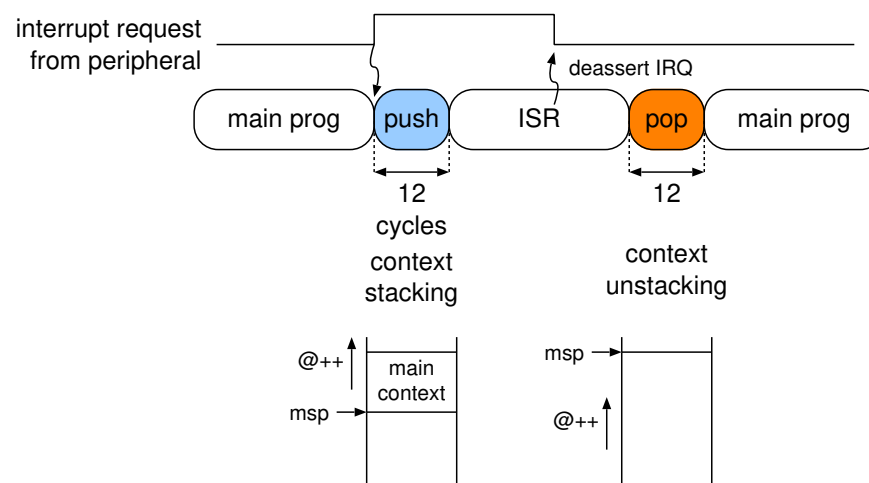 interrupt request
from peripheral
deassert IRQ
main prog
push
ISR
pop
main prog
12
cycles
context
stacking
12
context
unstacking
@++
main
context
msp
msp
@++